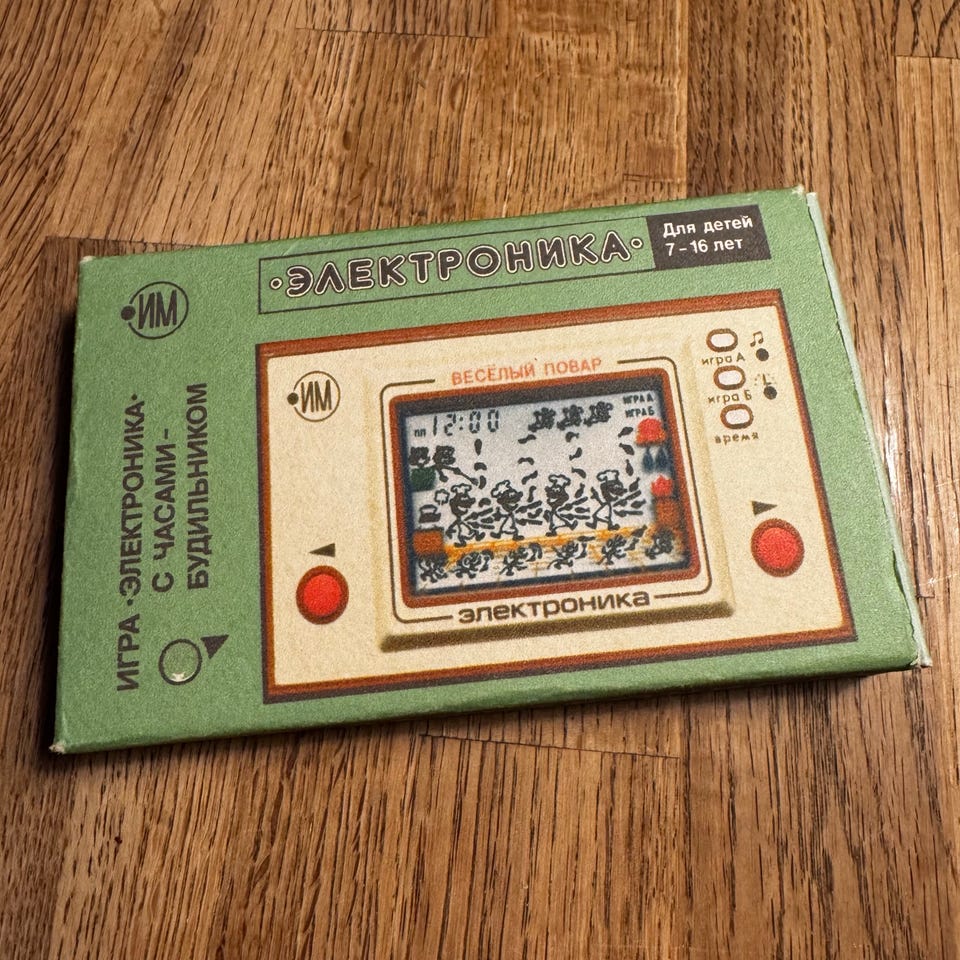 ИМ
ИГРА ·ЭЛЕКТРОНИКА·
С ЧАСАМИ-
БУДИЛЬНИКОМ
·ЭЛЕКТРОНИКА·
Для детей
7-16 лет
ИМ
ВЕСЁЛЫЙ ПОВАР
пп 12:00
ИГРА А
ИГРА Б
игра А
игра Б
время
электроника